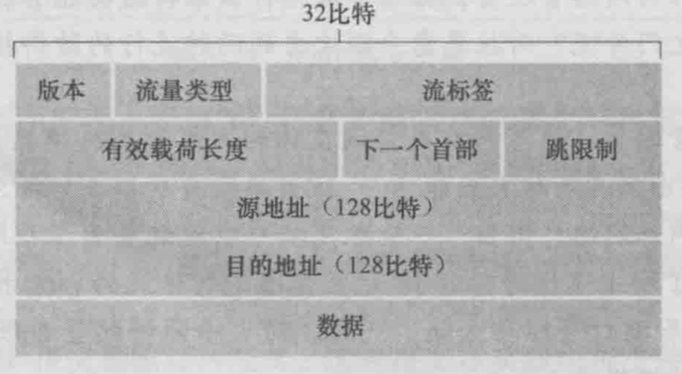 32比特
版本 流量类型 流标签
有效载荷长度 下一个首部 跳限制
源地址（128比特）
目的地址（128比特）
数据